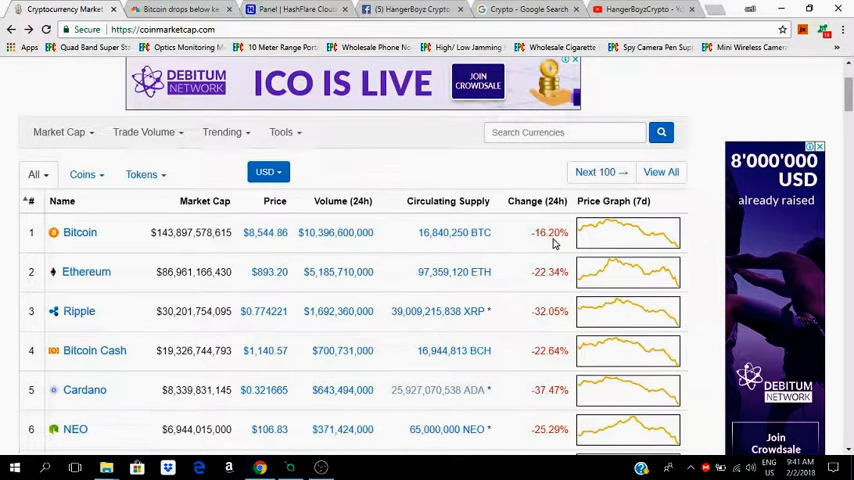 Cryptocurrency Market
Bitcoin drops below ke
Panel | HashFlare Clou
(3) HangerBoyz Crypto
Crypto - Google Search
HangerBoyzCrypto - Yo
Secure https://coinmarketcap.com
Quad Band Super Stro
Optics Monitoring M
10 Meter Range Porta
Wholesale Phone No
High/ Low Jamming
Wholesale Cigarette
Spy Camera Pen Supp
Mini Wireless Camera
DEBITUM NETWORK
ICO IS LIVE
JOIN CROWDSALE
Market Cap
Trade Volume
Trending
Tools
Search Currencies
All
Coins
Tokens
USD
Next 100 →
View All
# Name Market Cap Price Volume (24h) Circulating Supply Change (24h) Price Graph (7d)
1 Bitcoin $143,897,578,615 $8,544.86 $10,396,600,000 16,840,250 BTC -16.20%
2 Ethereum $86,961,166,430 $893.20 $5,185,710,000 97,359,120 ETH -22.34%
3 Ripple $30,201,754,095 $0.774221 $1,692,360,000 39,009,215,838 XRP * -32.05%
4 Bitcoin Cash $19,326,744,793 $1,140.57 $700,731,000 16,944,813 BCH -22.64%
5 Cardano $8,339,831,145 $0.321665 $643,494,000 25,927,070,538 ADA * -37.47%
6 NEO $6,944,015,000 $106.83 $371,424,000 65,000,000 NEO * -25.29%
8'000'000
USD
already raised
DEBITUM
NETWORK
Join
Crowdsale
ENG
US
9:41 AM
2/2/2018